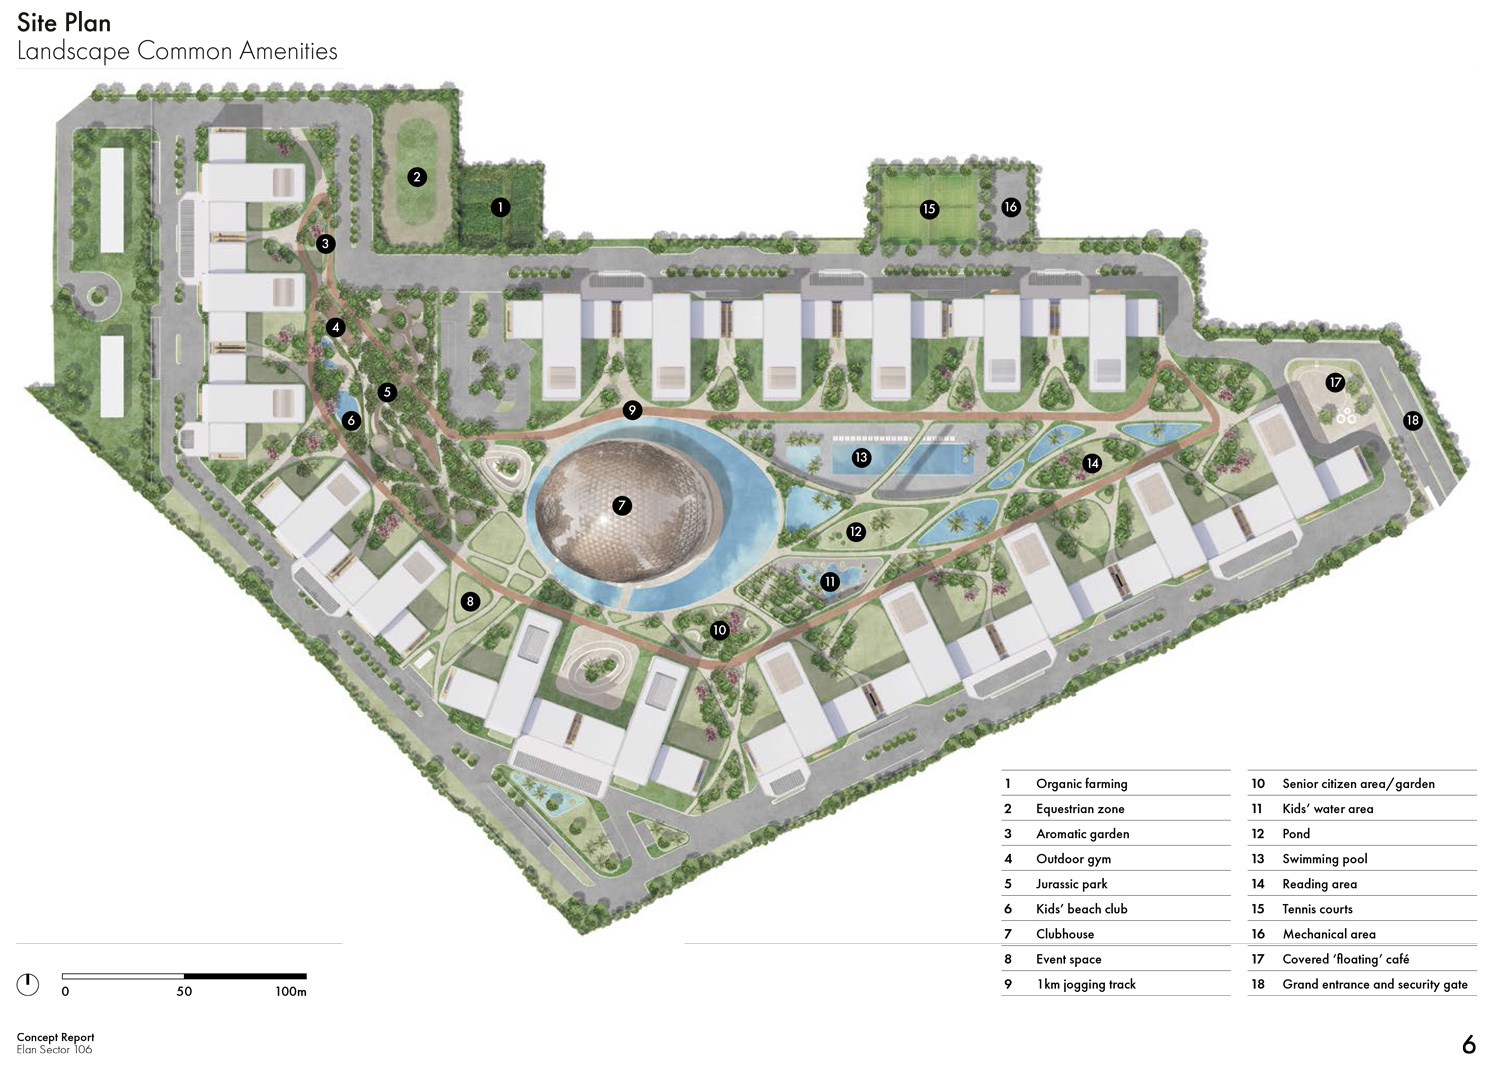 Site Plan
Landscape Common Amenities
2
1
15
16
3
4
5
6
9
17
18
13
14
7
12
11
8
10
1 Organic farming
2 Equestrian zone
3 Aromatic garden
4 Outdoor gym
5 Jurassic park
6 Kids’ beach club
7 Clubhouse
8 Event space
9 1km jogging track
10 Senior citizen area/garden
11 Kids’ water area
12 Pond
13 Swimming pool
14 Reading area
15 Tennis courts
16 Mechanical area
17 Covered ‘floating’ café
18 Grand entrance and security gate
0 50 100m
Concept Report
Elan Sector 106
6